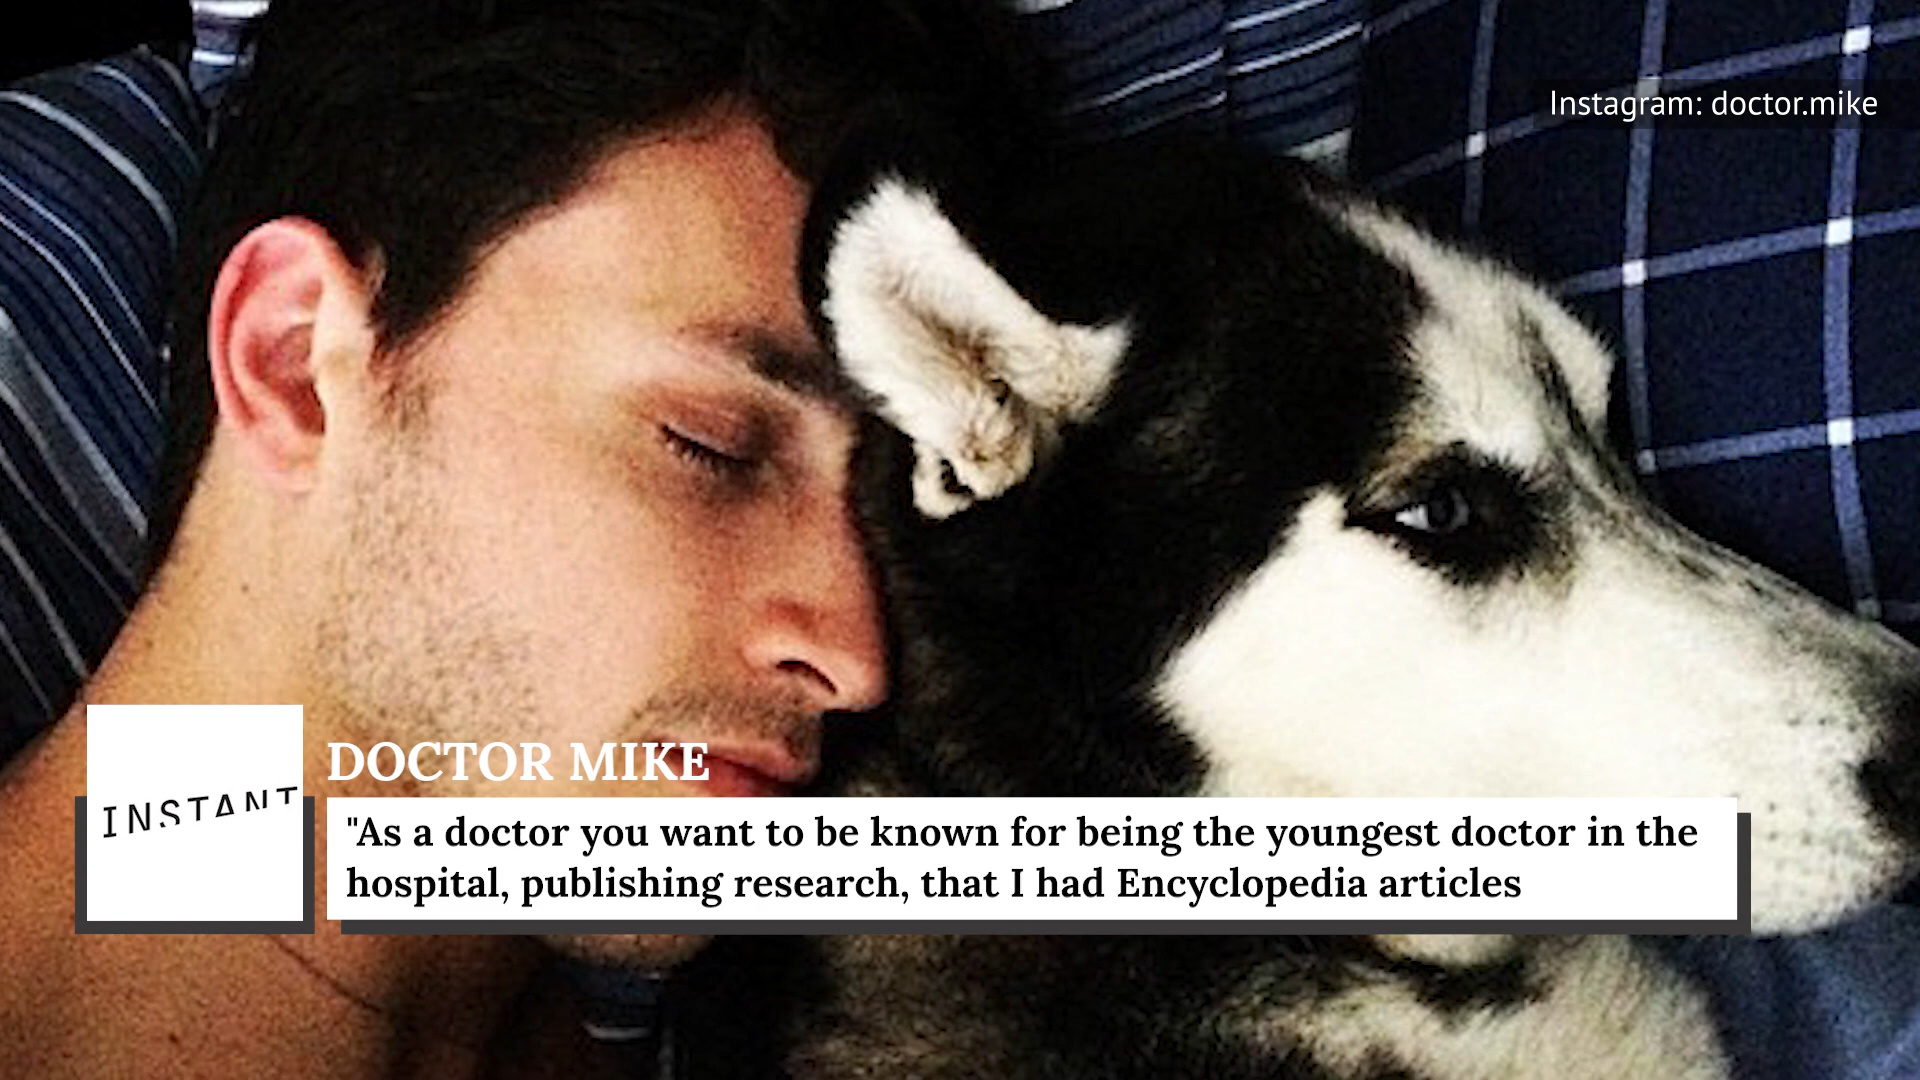 Instagram: doctor.mike
INSTANT
DOCTOR MIKE
"As a doctor you want to be known for being the youngest doctor in the
hospital, publishing research, that I had Encyclopedia articles